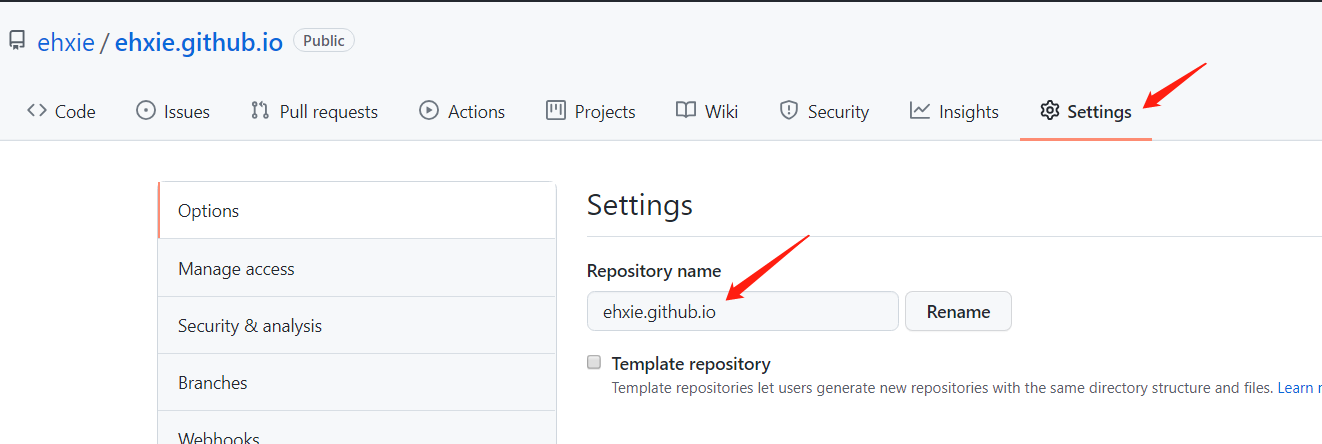 ehxie / ehxie.github.io Public
Code Issues Pull requests Actions Projects Wiki Security Insights Settings
Options
Manage access
Security & analysis
Branches
Webhooks
Settings
Repository name
ehxie.github.io Rename
Template repository
Template repositories let users generate new repositories with the same directory structure and files. Learn